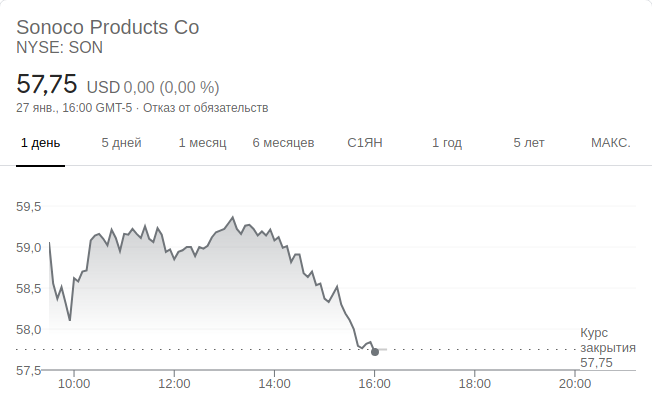 Sonoco Products Co
NYSE: SON
57,75 USD 0,00 (0,00 %)
27 янв., 16:00 GMT-5 · Отказ от обязательств
1 день 5 дней 1 месяц 6 месяцев С1ЯН 1 год 5 лет МАКС.
59,5
59,0
58,5
58,0
Курс
закрытия
57,75
57,5
10:00 12:00 14:00 16:00 18:00 20:00